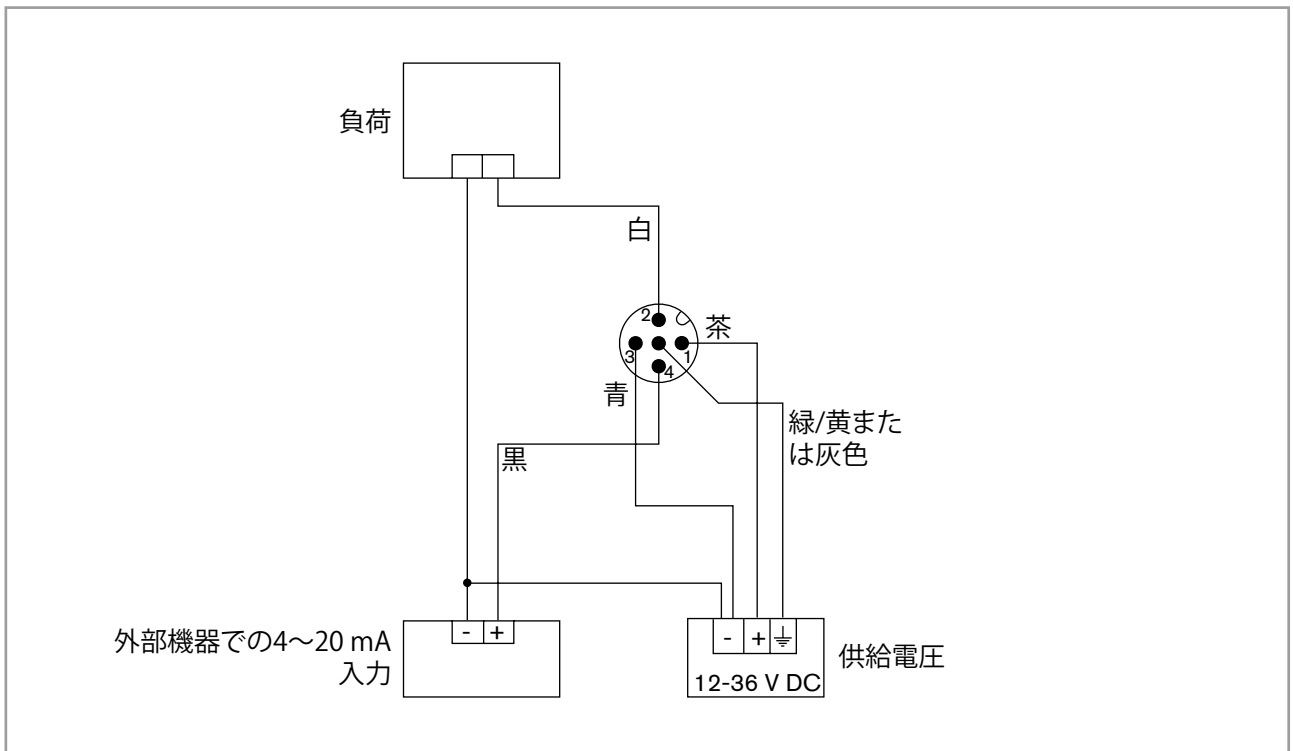 負荷
白
2
茶
3
1
4
青
緑/黄また
は灰色
黒
- +
外部機器での4〜20 mA
入力
- +
12-36 V DC
供給電圧